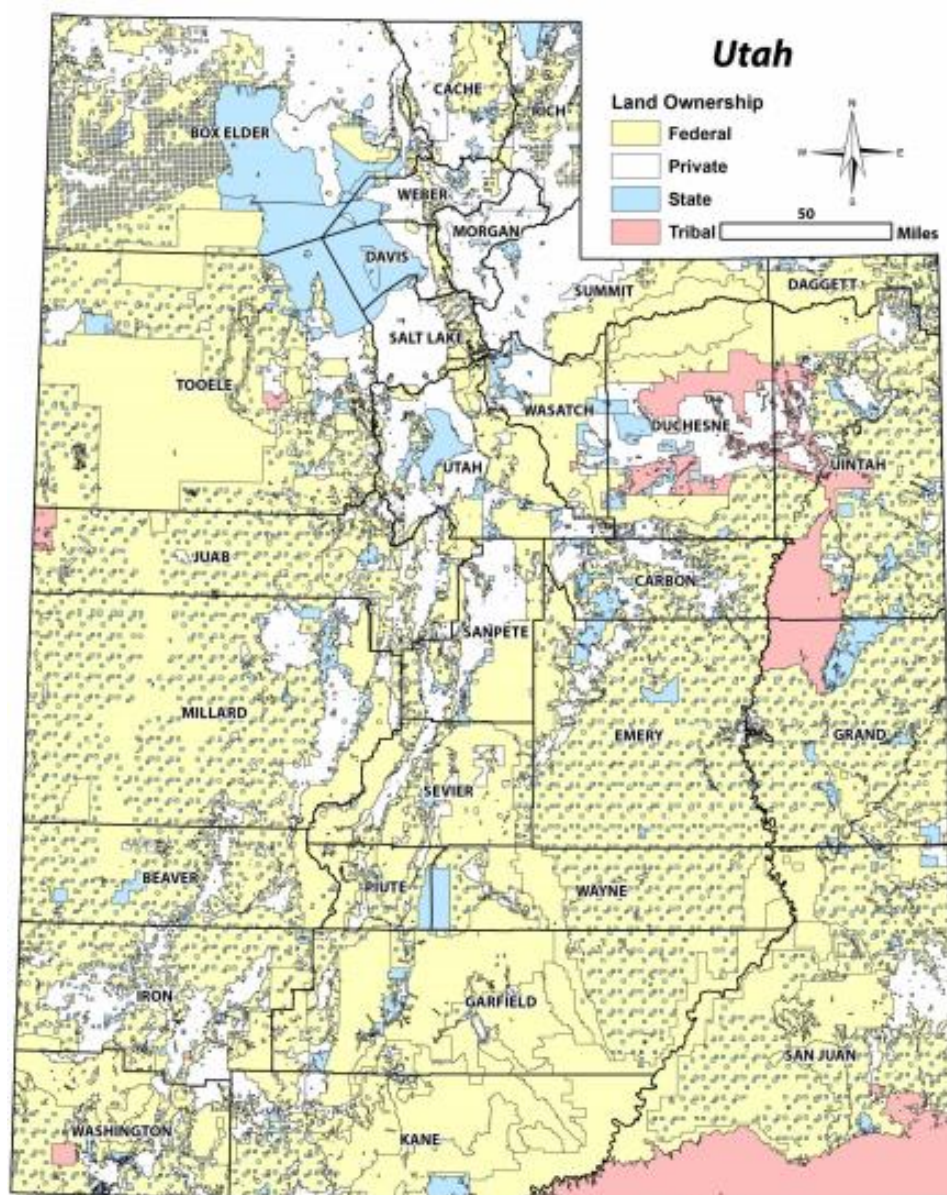 Utah
Land Ownership
Federal
Private
State
Tribal
N
W
E
S
50
Miles
CACHE
RICH
BOX ELDER
WEBER
MORGAN
DAVIS
SUMMIT
DAGGETT
SALT LAKE
TOOELE
WASATCH
DUCHESNE
UTAH
UINTAH
JUAB
CARBON
SANPETE
MILLARD
EMERY
GRAND
SEVIER
BEAVER
PIUTE
WAYNE
IRON
GARFIELD
SAN JUAN
WASHINGTON
KANE